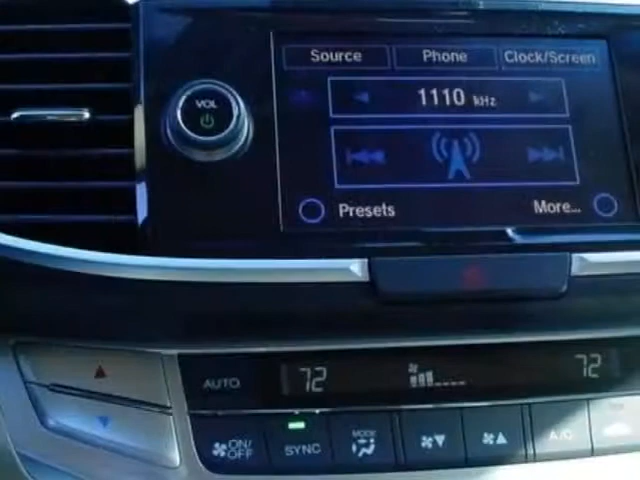 Source Phone Clock/Screen
VOL
1110 kHz
Presets More...
AUTO 72 72
ON/OFF SYNC MODE A/C